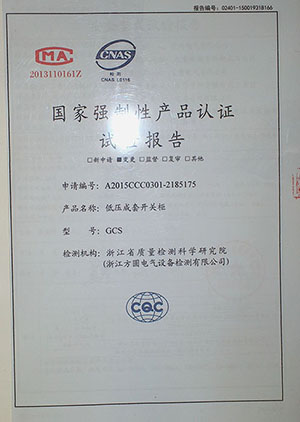 报告编号：02401-150019318166
MA
CNAS
检测
2013110161Z
国家强制性产品认证
试验报告
□新申请 ■变更 □监督 □复审 □其他
申请编号：A2015CCC0301-2185175
产品名称：低压成套开关柜
型 号：GCS
检测机构：浙江省质量检测科学研究院
(浙江方圆电气设备检测有限公司)
CQC